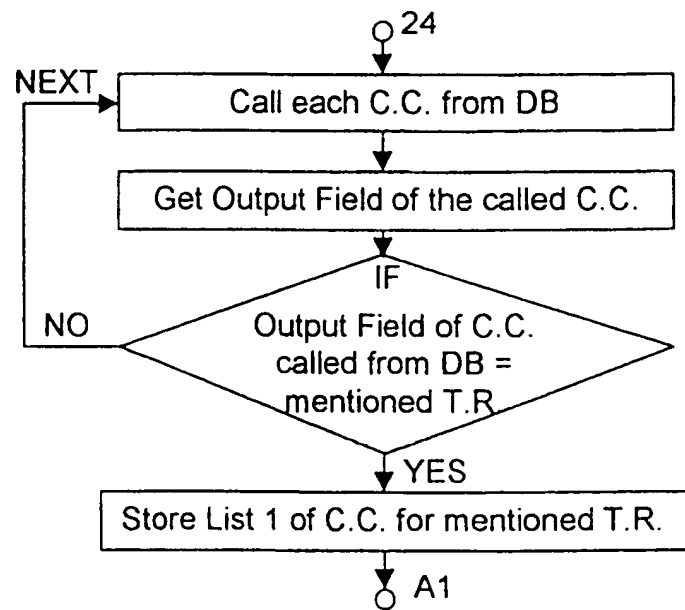 24
NEXT
Call each C.C. from DB
Get Output Field of the called C.C.
IF
NO
Output Field of C.C.
called from DB =
mentioned T.R.
YES
Store List 1 of C.C. for mentioned T.R.
A1